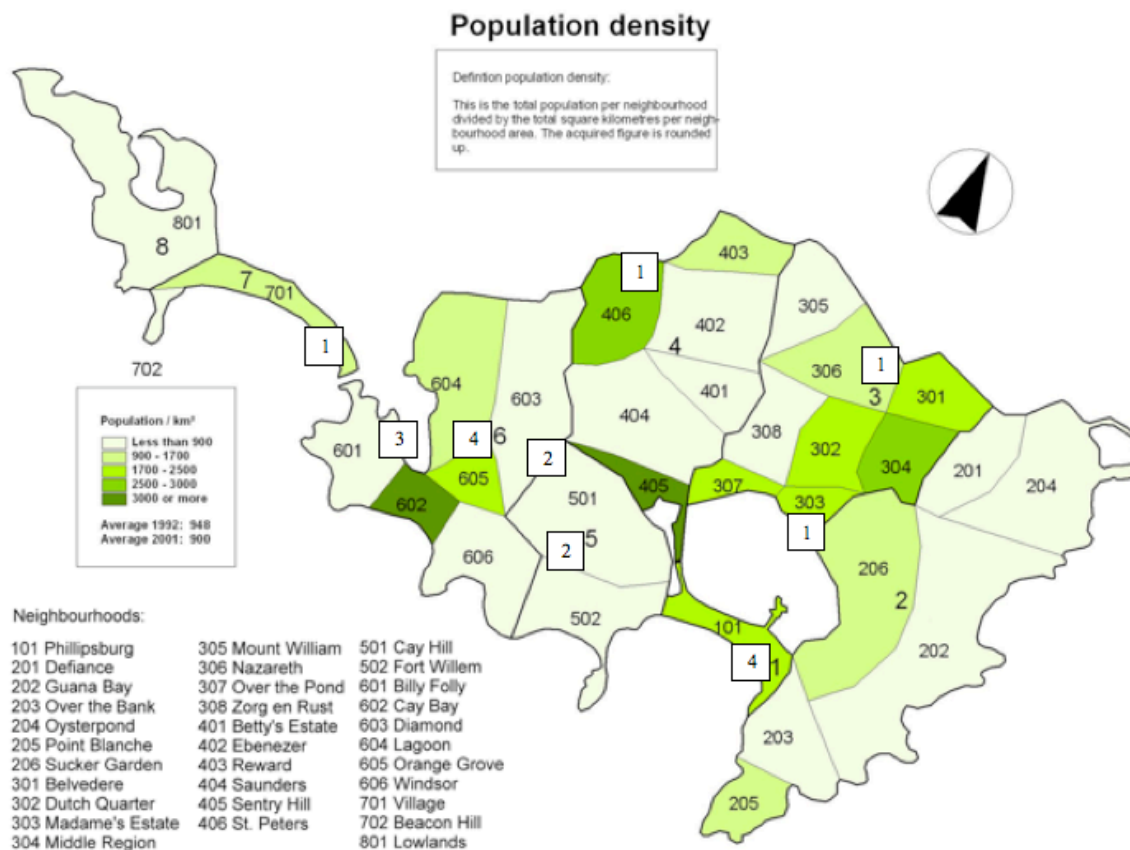 Population density
Defintion population density:
This is the total population per neighbourhood
divided by the total square kilometres per neigh-
bourhood area. The acquired figure is rounded
up.
403
801
8
1
406
305
7
701
402
4
1
306
1
3
702
401
301
604
603
404
308
302
Population / km²
Less than 900
900 - 1700
1700 - 2500
2500 - 3000
3000 or more
Average 1992: 948
Average 2001: 900
601
3
4
6
2
304
201
204
605
405
307
501
303
602
1
2
5
606
206
2
502
101
4
1
202
203
205
Neighbourhoods:
101 Phillipsburg
201 Defiance
202 Guana Bay
203 Over the Bank
204 Oysterpond
205 Point Blanche
206 Sucker Garden
301 Belvedere
302 Dutch Quarter
303 Madame's Estate
304 Middle Region
305 Mount William
306 Nazareth
307 Over the Pond
308 Zorg en Rust
401 Betty's Estate
402 Ebenezer
403 Reward
404 Saunders
405 Sentry Hill
406 St. Peters
501 Cay Hill
502 Fort Willem
601 Billy Folly
602 Cay Bay
603 Diamond
604 Lagoon
605 Orange Grove
606 Windsor
701 Village
702 Beacon Hill
801 Lowlands